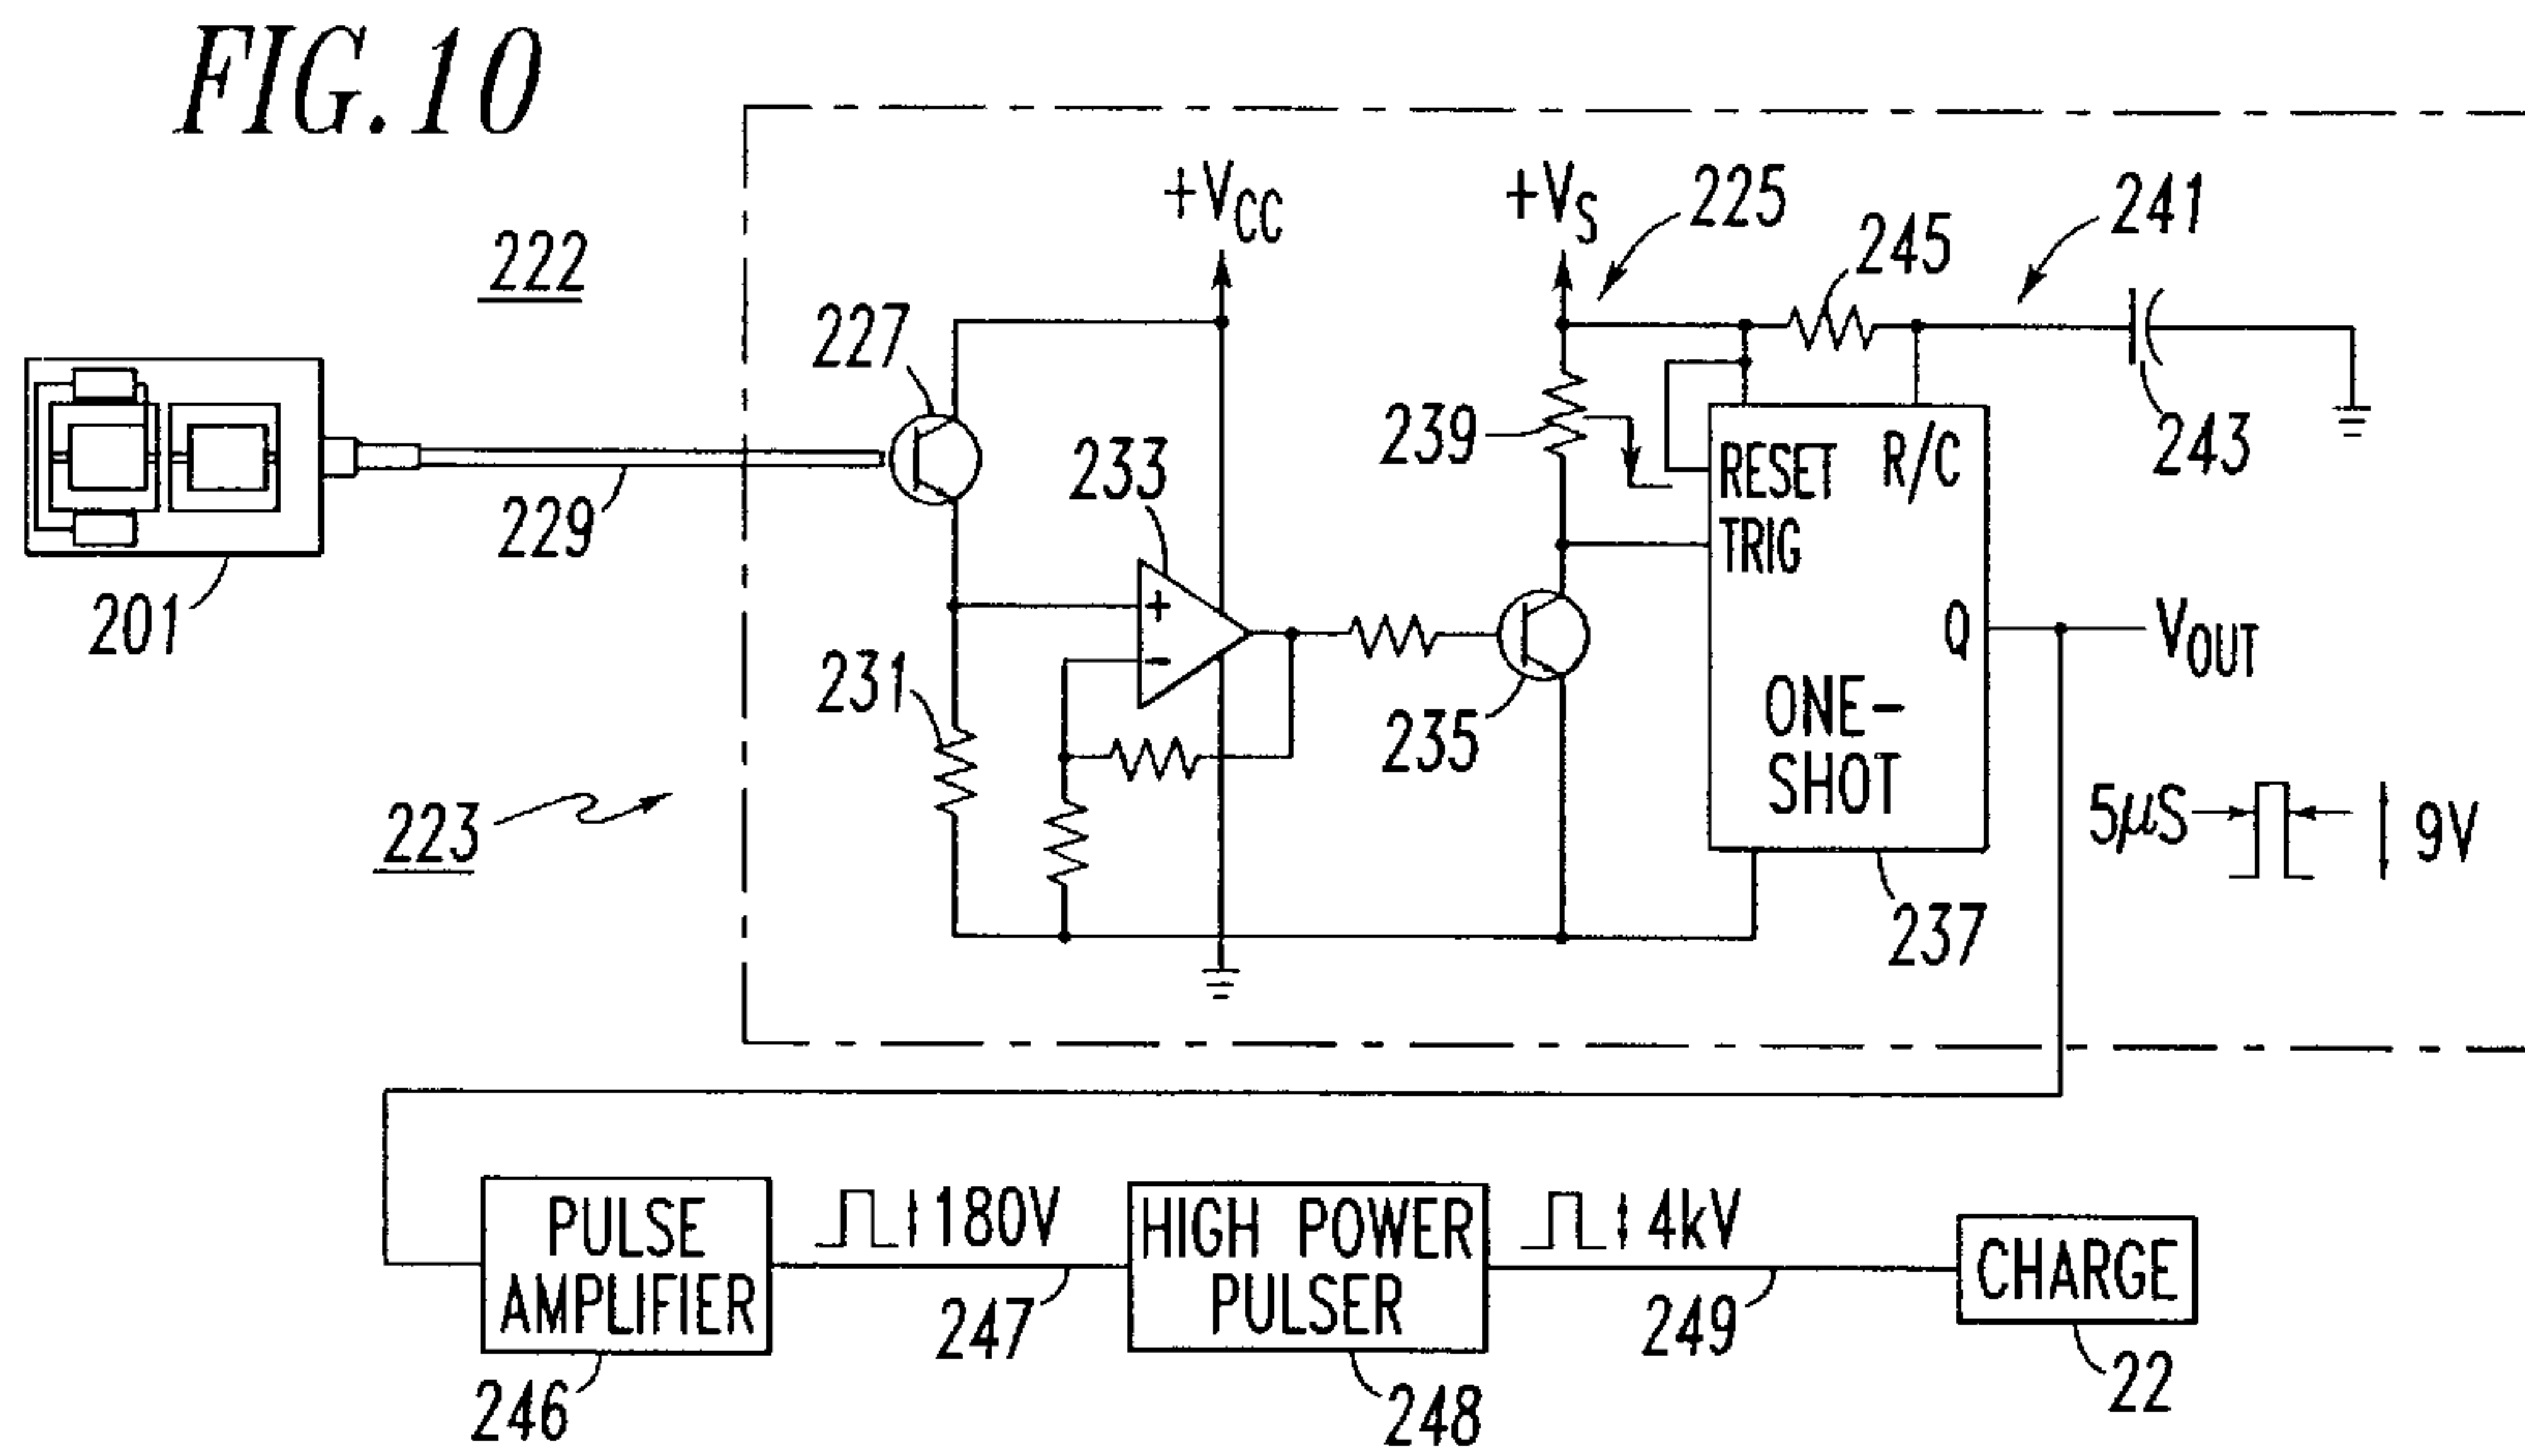 FIG. 10
+VCC
+VS
225
241
222
245
227
239
243
233
RESET R/C
TRIG
229
201
231
Q
VOUT
235
ONE-
SHOT
223
5μS
9V
237
PULSE
AMPLIFIER
180V
HIGH POWER
PULSER
4kV
CHARGE
247
249
246
248
22